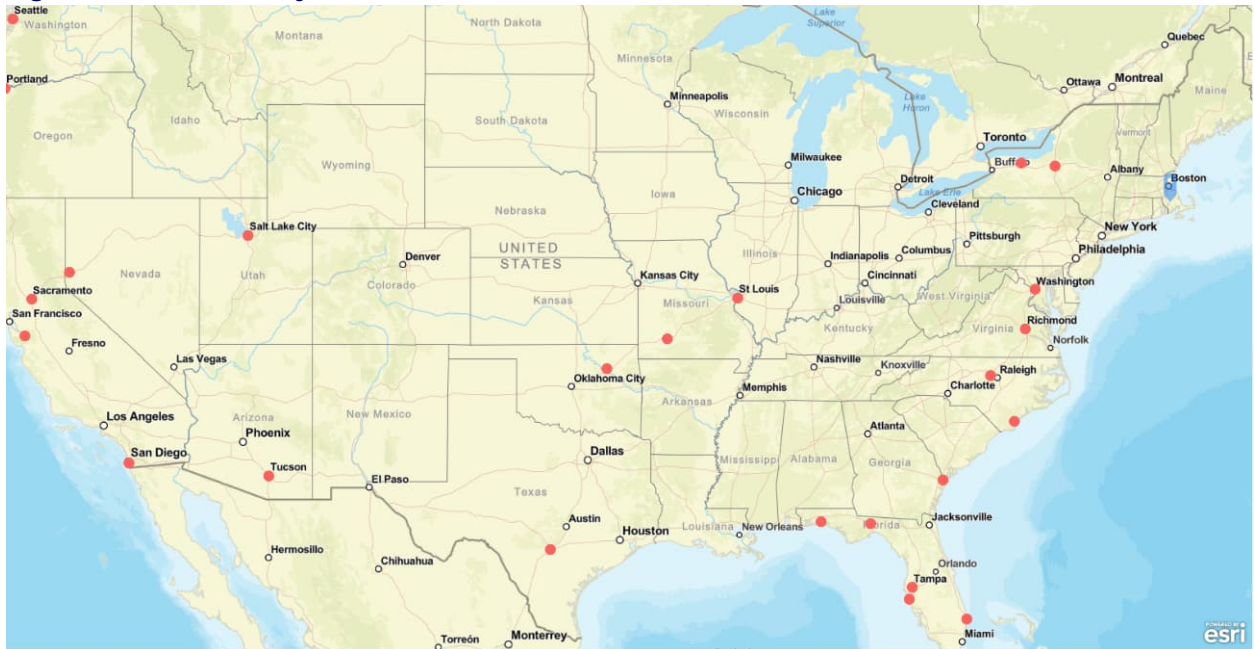 Seattle
Washington
Montana
North Dakota
Minnesota
Lake
Superior
Quebec
Portland
Oregon
Idaho
Wyoming
South Dakota
Minneapolis
Wisconsin
Lake
Huron
Ottawa
Montreal
Maine
Vermont
Toronto
Milwaukee
Chicago
Detroit
Buffalo
Albany
Boston
Lake Erie
Cleveland
Iowa
Nebraska
Salt Lake City
New York
UNITED
STATES
Illinois
Indianapolis
Columbus
Pittsburgh
Philadelphia
Nevada
Utah
Denver
Colorado
Kansas City
Cincinnati
Washington
Sacramento
San Francisco
Kansas
Missouri
St Louis
Louisville
West Virginia
Kentucky
Virginia
Richmond
Norfolk
Fresno
Las Vegas
Oklahoma City
Nashville
Knoxville
Raleigh
Memphis
Charlotte
Arkansas
Los Angeles
Arizona
Phoenix
New Mexico
Atlanta
San Diego
Tucson
El Paso
Dallas
Mississippi
Alabama
Georgia
Texas
Austin
Houston
Louisiana
New Orleans
Florida
Jacksonville
Hermosillo
Chihuahua
Orlando
Tampa
Torreón
Monterrey
Miami
POWERED BY
esri